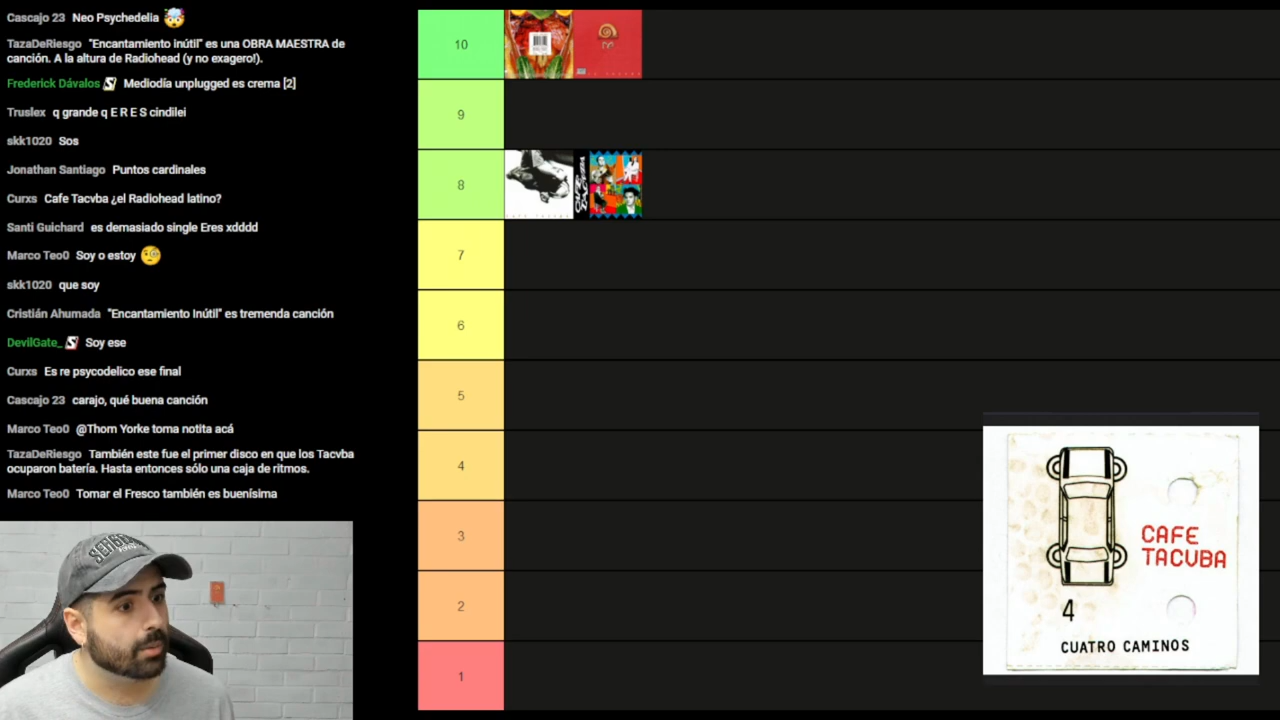 Cascajo 23 Neo Psychedelia 🤯
TazaDeRiesgo "Encantamiento inútil" es una OBRA MAESTRA de
canción. A la altura de Radiohead (y no exagero!).
Frederick Dávalos Mediodía unplugged es crema [2]
Truslex q grande q E R E S cindilei
skk1020 Sos
Jonathan Santiago Puntos cardinales
Curxs Cafe Tacvba ¿el Radiohead latino?
Santi Guichard es demasiado single Eres xdddd
Marco Teo0 Soy o estoy 🧐
skk1020 que soy
Cristián Ahumada "Encantamiento Inútil" es tremenda canción
DevilGate_ Soy ese
Curxs Es re psycodelico ese final
Cascajo 23 carajo, qué buena canción
Marco Teo0 @Thom Yorke toma notita acá
TazaDeRiesgo También este fue el primer disco en que los Tacvba
ocuparon batería. Hasta entonces sólo una caja de ritmos.
Marco Teo0 Tomar el Fresco también es buenísima
10
9
8
7
6
5
4
3
2
1
CAFE
TACVBA
4
CUATRO CAMINOS